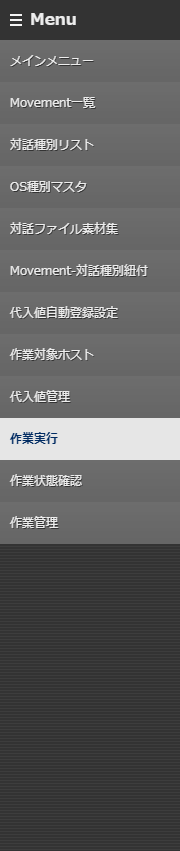 Menu
メインメニュー
Movement一覧
対話種別リスト
OS種別マスタ
対話ファイル素材集
Movement-対話種別紐付
代入値自動登録設定
作業対象ホスト
代入値管理
作業実行
作業状態確認
作業管理